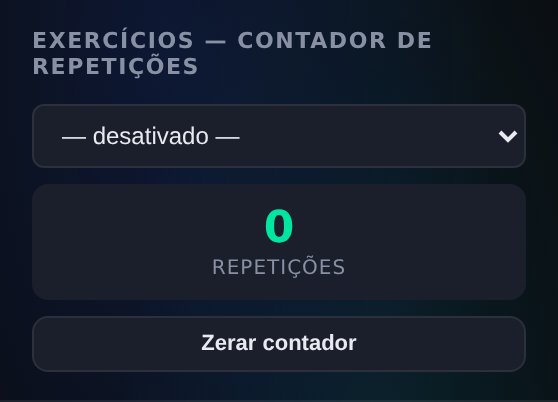 EXERCÍCIOS — CONTADOR DE
REPETIÇÕES
— desativado —
0
REPETIÇÕES
Zerar contador